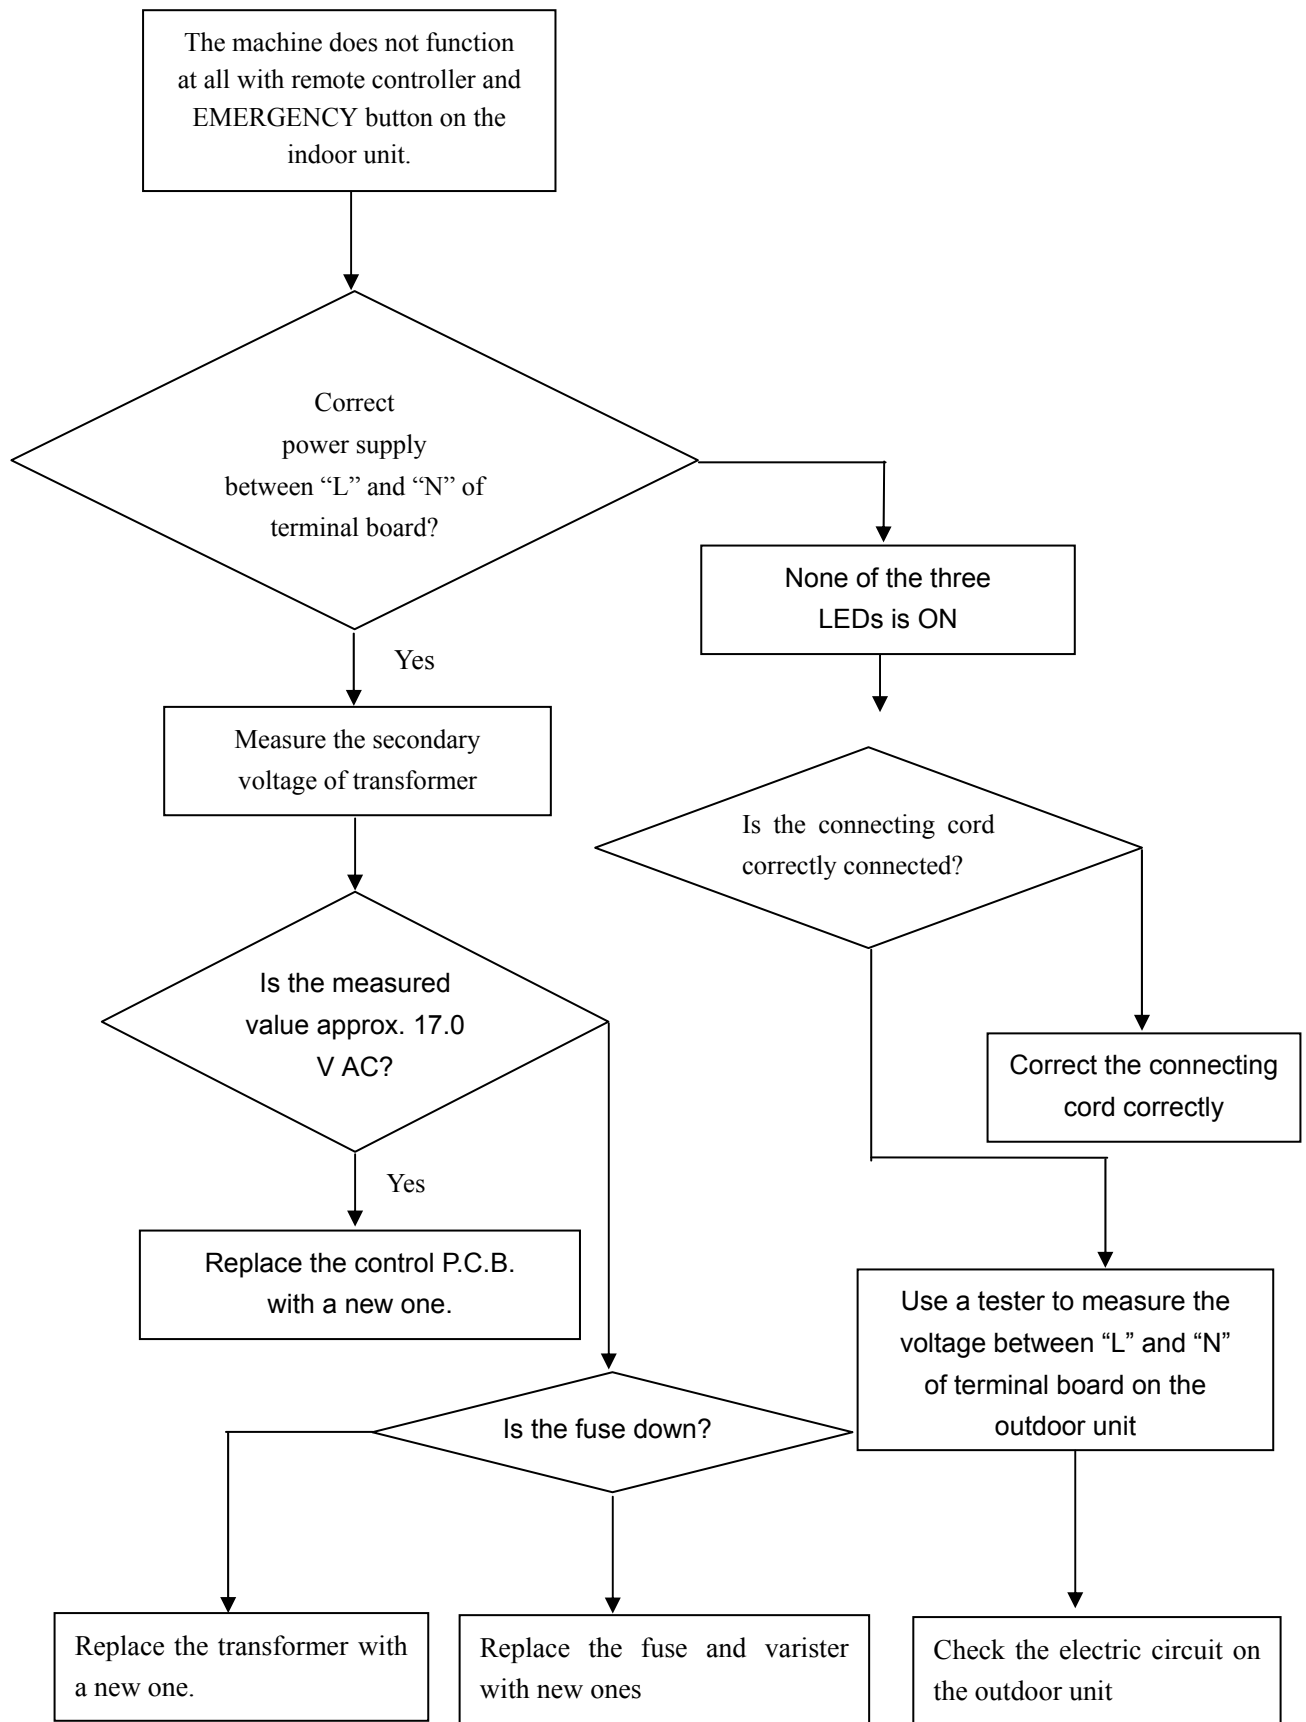 The machine does not function
at all with remote controller and
EMERGENCY button on the
indoor unit.
Correct
power supply
between “L” and “N” of
terminal board?
None of the three
LEDs is ON
Yes
Measure the secondary
voltage of transformer
Is the connecting cord
correctly connected?
Is the measured
value approx. 17.0
V AC?
Correct the connecting
cord correctly
Yes
Replace the control P.C.B.
with a new one.
Use a tester to measure the
voltage between “L” and “N”
of terminal board on the
outdoor unit
Is the fuse down?
Replace the transformer with
a new one.
Replace the fuse and varister
with new ones
Check the electric circuit on
the outdoor unit